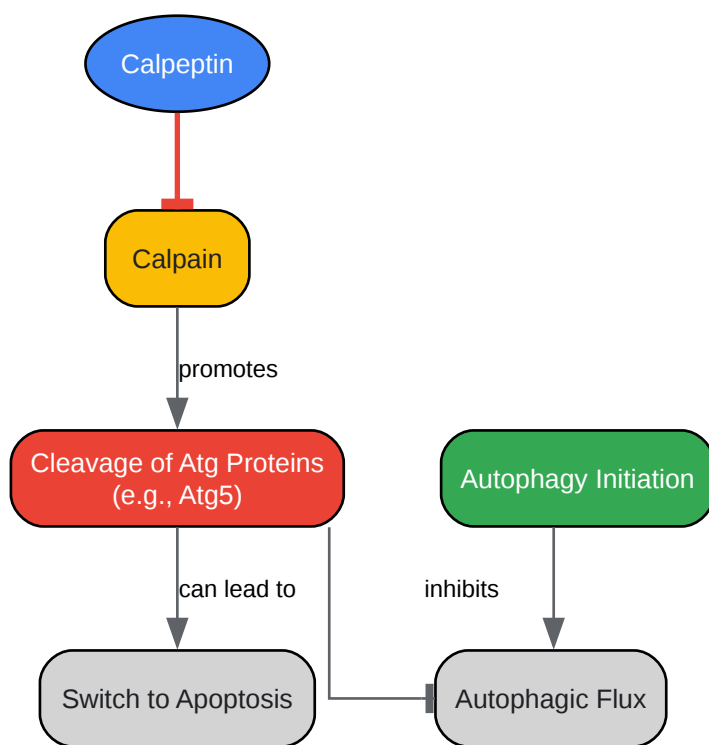 Calpeptin
Calpain
promotes
Cleavage of Atg Proteins
(e.g., Atg5)
Autophagy Initiation
can lead to
inhibits
Switch to Apoptosis
Autophagic Flux